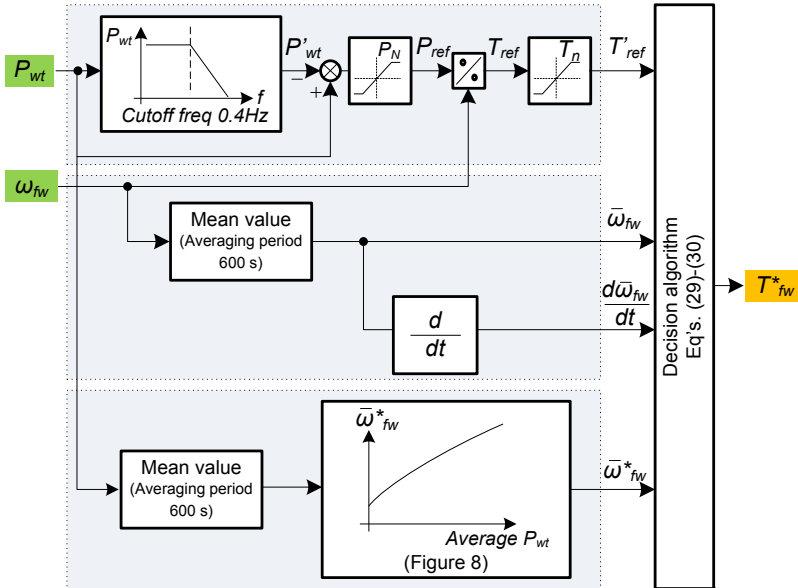 P_wt
P_wt
f
Cutoff freq 0.4Hz
P'_wt
−
+
P_N
P_ref
T_ref
T_n
T'_ref
ω_fw
Mean value
(Averaging period
600 s)
ω̅_fw
d
dt
dω̅_fw
dt
Mean value
(Averaging period
600 s)
ω̅*_fw
Average P_wt
(Figure 8)
ω̅*_fw
Decision algorithm
Eq's. (29)-(30)
T*_fw